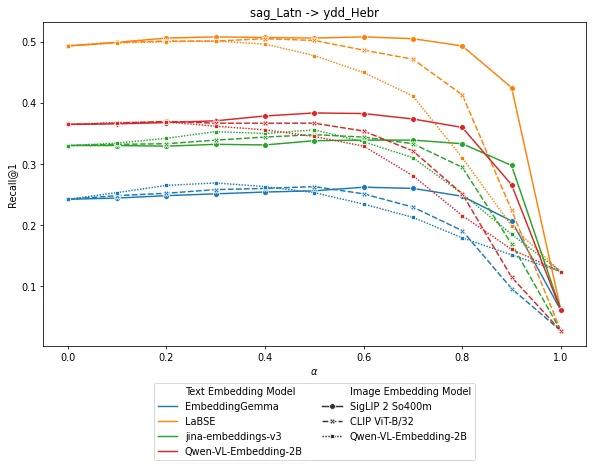 sag_Latn -> ydd_Hebr
Recall@1
0.5
0.4
0.3
0.2
0.1
0.0 0.2 0.4 0.6 0.8 1.0
α
Text Embedding Model Image Embedding Model
EmbeddingGemma SigLIP 2 So400m
LaBSE CLIP ViT-B/32
jina-embeddings-v3 Qwen-VL-Embedding-2B
Qwen-VL-Embedding-2B